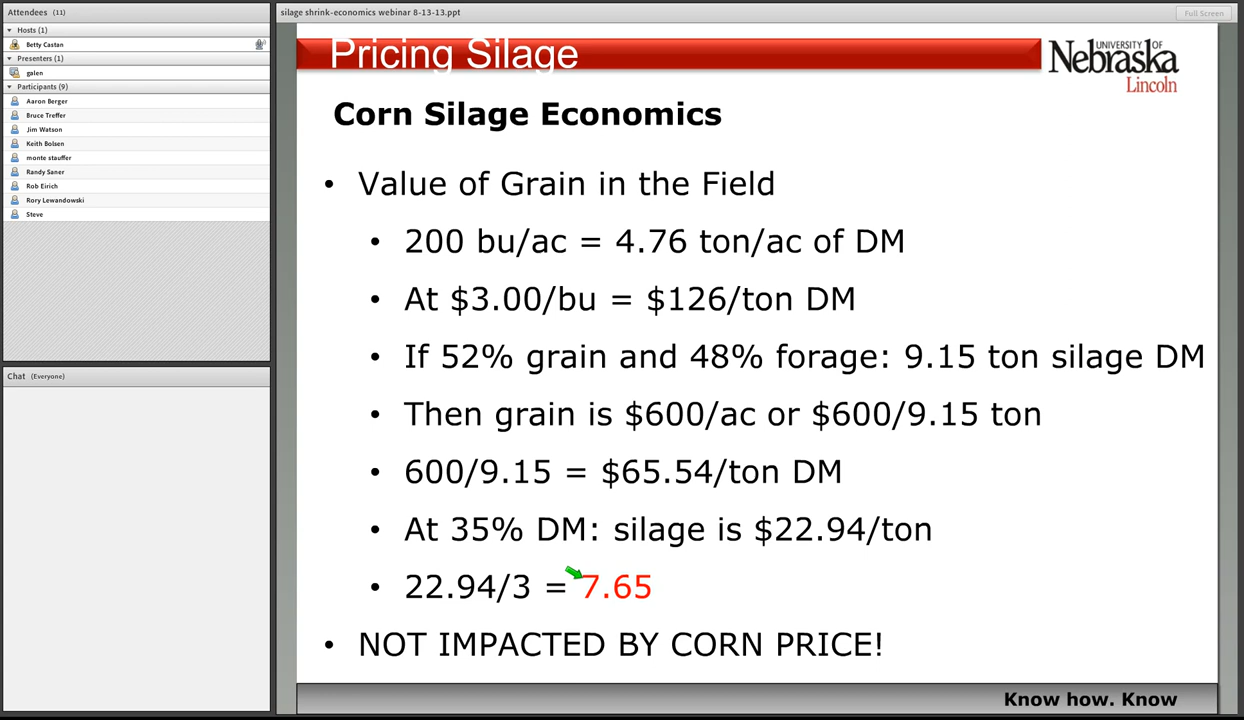 Attendees (11)
Hosts (1)
Betty Castan
Presenters (1)
galen
Participants (9)
Aaron Berger
Bruce Treffer
Jim Watson
Keith Bolsen
monte stauffer
Randy Saner
Rob Eirich
Rory Lewandowski
Steve
Chat (Everyone)
silage shrink-economics webinar 8-13-13.ppt
Full Screen
Pricing Silage
UNIVERSITY OF
Nebraska
Lincoln
Corn Silage Economics
• Value of Grain in the Field
• 200 bu/ac = 4.76 ton/ac of DM
• At $3.00/bu = $126/ton DM
• If 52% grain and 48% forage: 9.15 ton silage DM
• Then grain is $600/ac or $600/9.15 ton
• 600/9.15 = $65.54/ton DM
• At 35% DM: silage is $22.94/ton
• 22.94/3 = 7.65
• NOT IMPACTED BY CORN PRICE!
Know how. Know